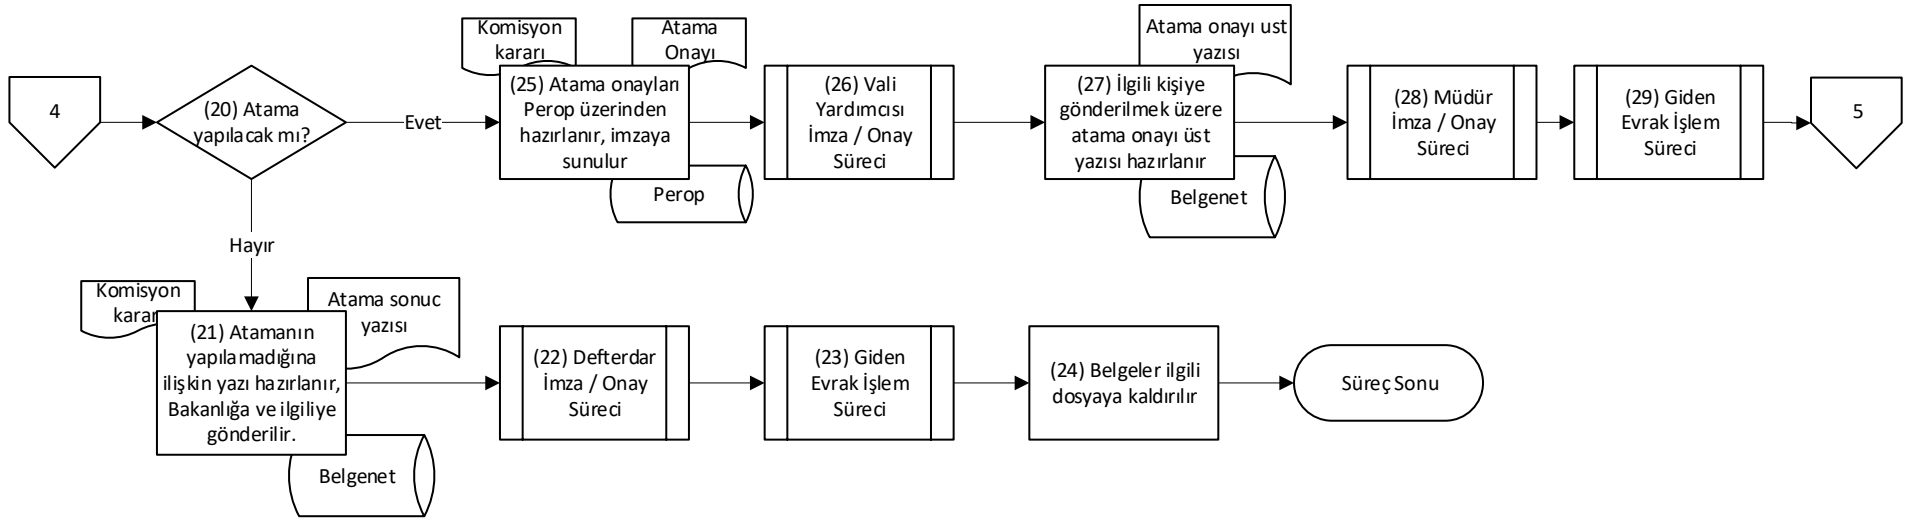 4
(20) Atama
yapılacak mı?
Evet
Komisyon
kararı
Atama
Onayı
(25) Atama onayları
Perop üzerinden
hazırlanır, imzaya
sunulur
Perop
(26) Vali
Yardımcısı
İmza / Onay
Süreci
Atama onayı ust
yazısı
(27) İlgili kişiye
gönderilmek üzere
atama onayı üst
yazısı hazırlanır
Belgenet
(28) Müdür
İmza / Onay
Süreci
(29) Giden
Evrak İşlem
Süreci
5
Hayır
Komisyon
karar
Atama sonuc
yazısı
(21) Atamanın
yapılamadığına
ilişkin yazı hazırlanır,
Bakanlığa ve ilgiliye
gönderilir.
Belgenet
(22) Defterdar
İmza / Onay
Süreci
(23) Giden
Evrak İşlem
Süreci
(24) Belgeler ilgili
dosyaya kaldırılır
Süreç Sonu